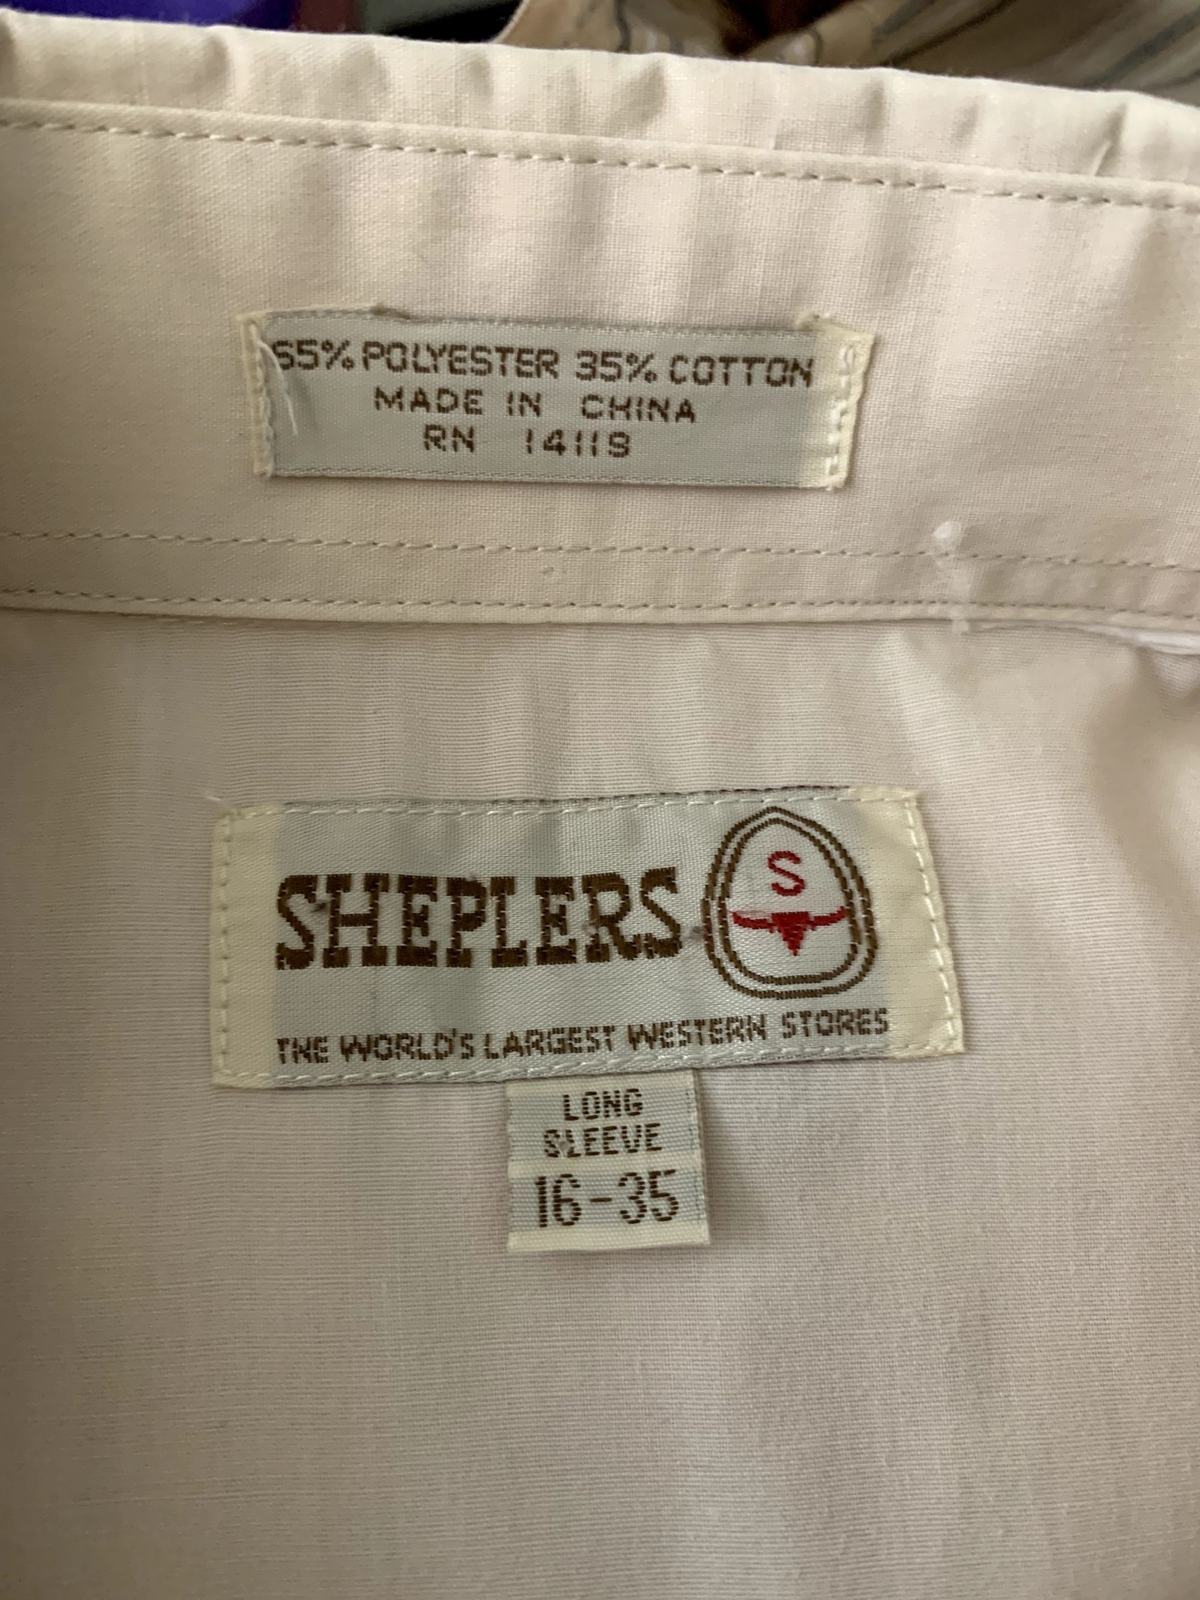 65% POLYESTER 35% COTTON
MADE IN CHINA
RN 14119
SHEPLERS
S
THE WORLD'S LARGEST WESTERN STORES
LONG
SLEEVE
16-35